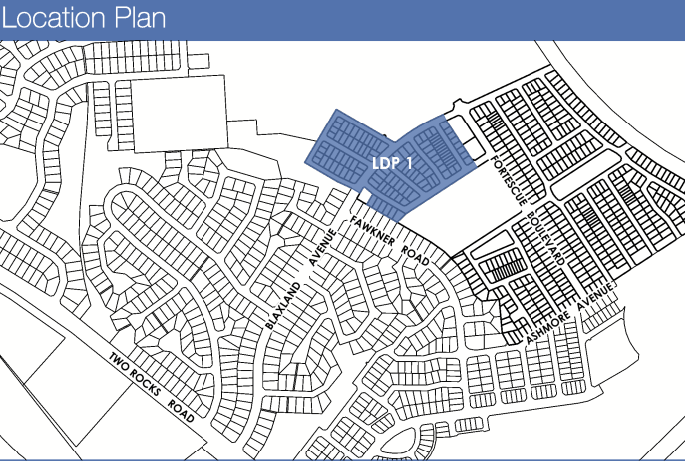 Location Plan
LDP 1
FORTESCUE BOULEVARD
FAWKNER ROAD
BLAXLAND AVENUE
ASHMORE AVENUE
TWO ROCKS ROAD